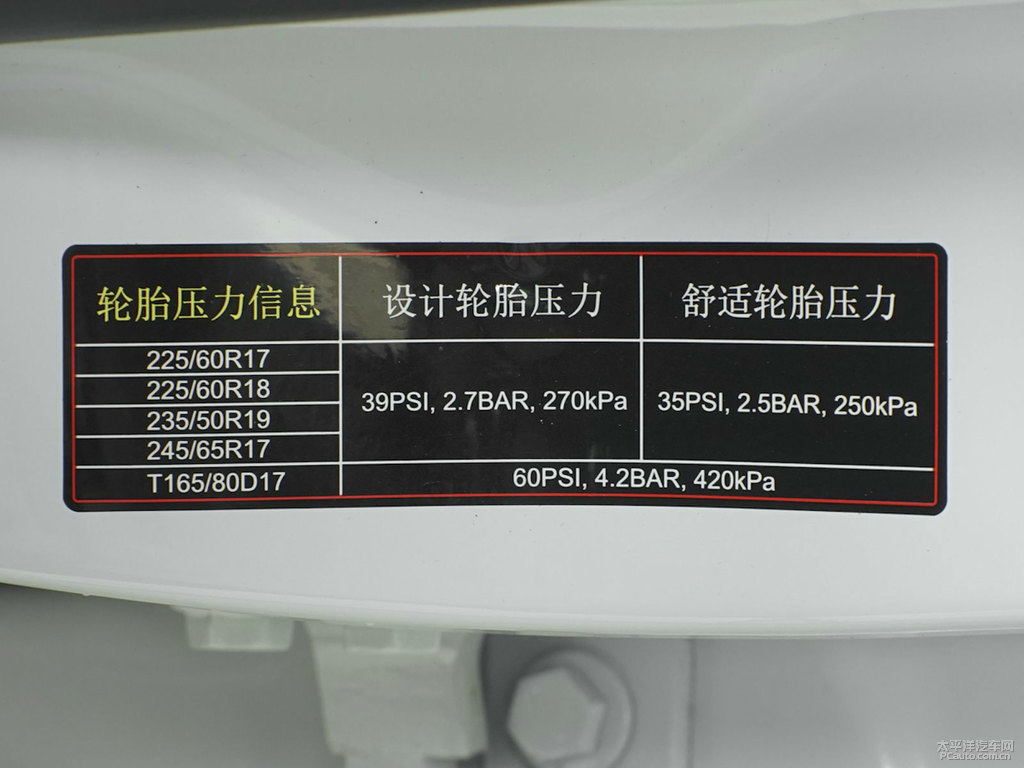 轮胎压力信息 设计轮胎压力 舒适轮胎压力
225/60R17
225/60R18
235/50R19
245/65R17
39PSI, 2.7BAR, 270kPa 35PSI, 2.5BAR, 250kPa
T165/80D17 60PSI, 4.2BAR, 420kPa
太平洋汽车网
PCauto.com.cn